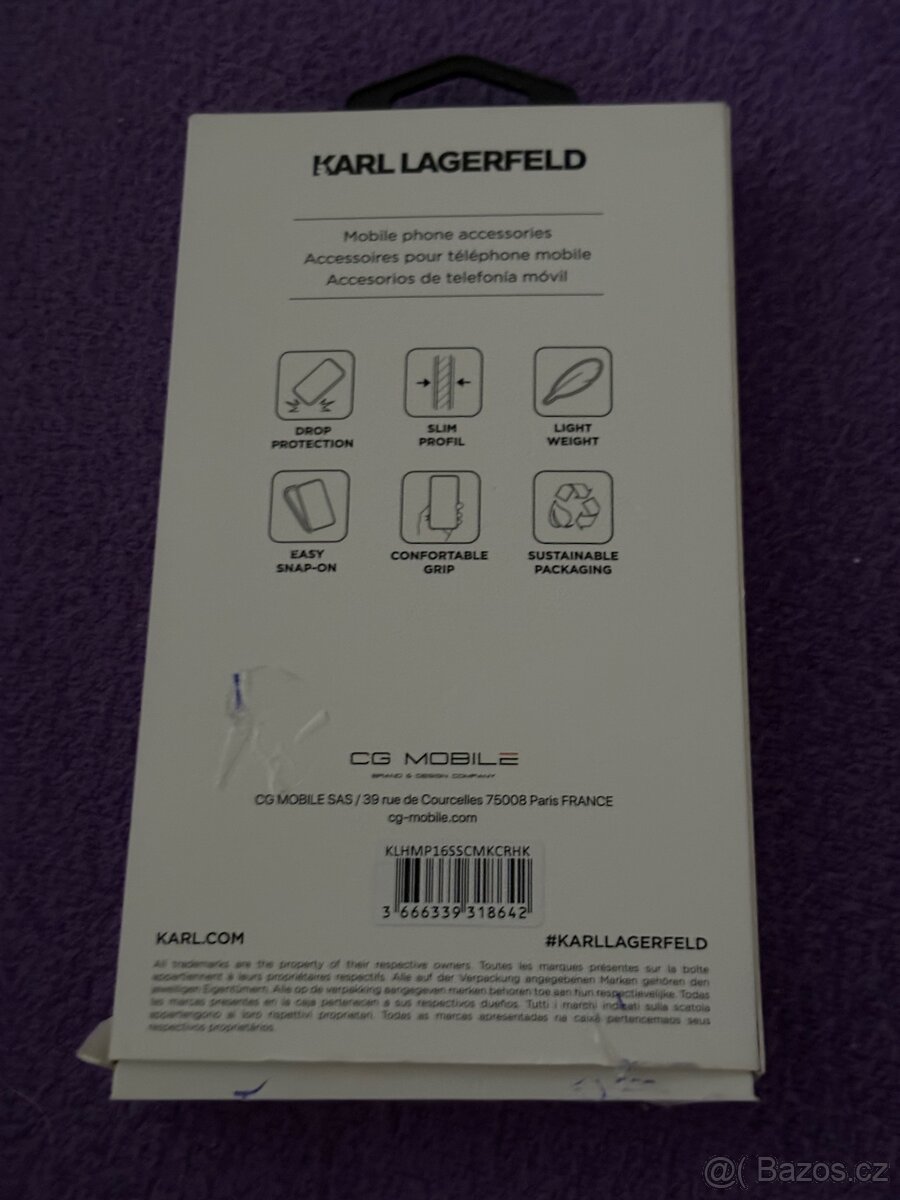 KARL LAGERFELD
Mobile phone accessories
Accessoires pour téléphone mobile
Accesorios de telefonía móvil
DROP
PROTECTION
SLIM
PROFIL
LIGHT
WEIGHT
EASY
SNAP-ON
CONFORTABLE
GRIP
SUSTAINABLE
PACKAGING
CG MOBILE
BRAND & DESIGN COMPANY
CG MOBILE SAS / 39 rue de Courcelles 75008 Paris FRANCE
cg-mobile.com
KLHMP16SSCMKCRHK
3 666339 318642
KARL.COM
#KARLLAGERFELD
All trademarks are the property of their respective owners. Toutes les marques présentes sur la boîte
appartiennent à leurs propriétaires respectifs. Alle auf der Verpackung angegebenen Marken gehören den
jeweiligen Eigentümern. Alle op de verpakking aangegeven merken behoren toe aan hun respectievelijke. Todas
las marcas presentes en la caja pertenecen a sus respectivos dueños. Tutti i marchi indicati sulla scatola
appartengono ai loro rispettivi proprietari. Todas as marcas apresentadas na caixa pertencemaos seus
respectivos proprietários.
@( Bazos.cz